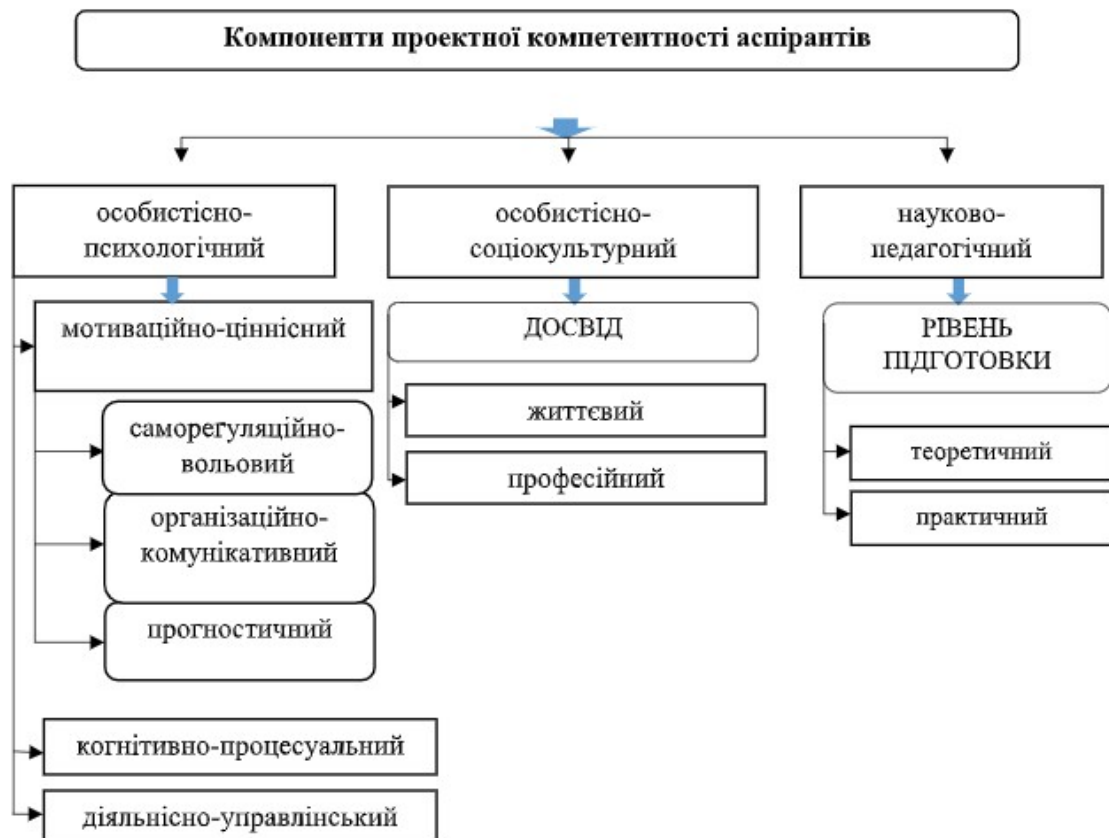 Компоненти проектної компетентності аспірантів
особистісно-
психологічний
мотиваційно-ціннісний
саморегуляційно-
вольовий
організаційно-
комунікативний
прогностичний
когнітивно-процесуальний
діяльнісно-управлінський
особистісно-
соціокультурний
ДОСВІД
життєвий
професійний
науково-
педагогічний
РІВЕНЬ
ПІДГОТОВКИ
теоретичний
практичний